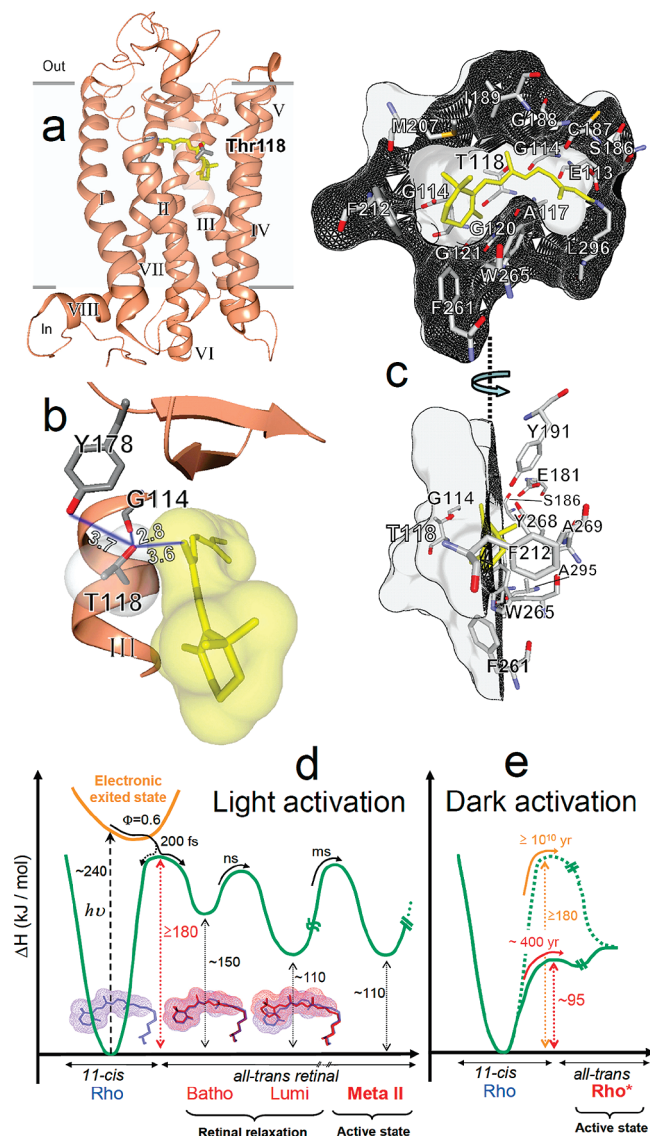 Out
a
V
Thr118
I
II
III
IV
VII
VIII
In
VI
I189
G188
M207
C187
G114
S186
T118
E113
G114
F212
A117
G120
L296
G121
W265
F261
c
b
Y178
G114
2.8
3.7
3.6
T118
III
Y191
E181
G114
S186
T118
Y268
A269
F212
A295
W265
F261
d
e
Electronic
exited state
Light activation
Dark activation
Φ=0.6
200 fs
ns
ms
≥ 10¹⁰ yr
~240
hυ
≥180
≥180
~ 400 yr
~150
~110
~110
~95
ΔH (kJ / mol)
11-cis
all-trans retinal
11-cis
all-trans
Rho
Batho
Lumi
Meta II
Rho
Rho*
Retinal relaxation
Active state
Active state